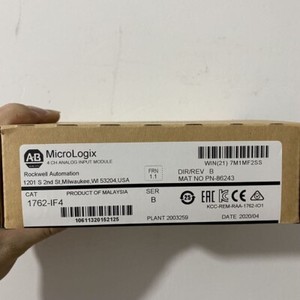 AB
MicroLogix
4 CH ANALOG INPUT MODULE
Rockwell Automation
1201 S 2nd St,Milwaukee,WI 53204,USA
FRN
1.1
WIN(21) 7M1MF2SS
DIR/REV B
MAT NO PN-86243
CAT
PRODUCT OF MALAYSIA
1762-IF4
10611320152128
SER
B
PLANT 2003259
KCC-REM-RAA-1762-IO1
DATE 2020/04